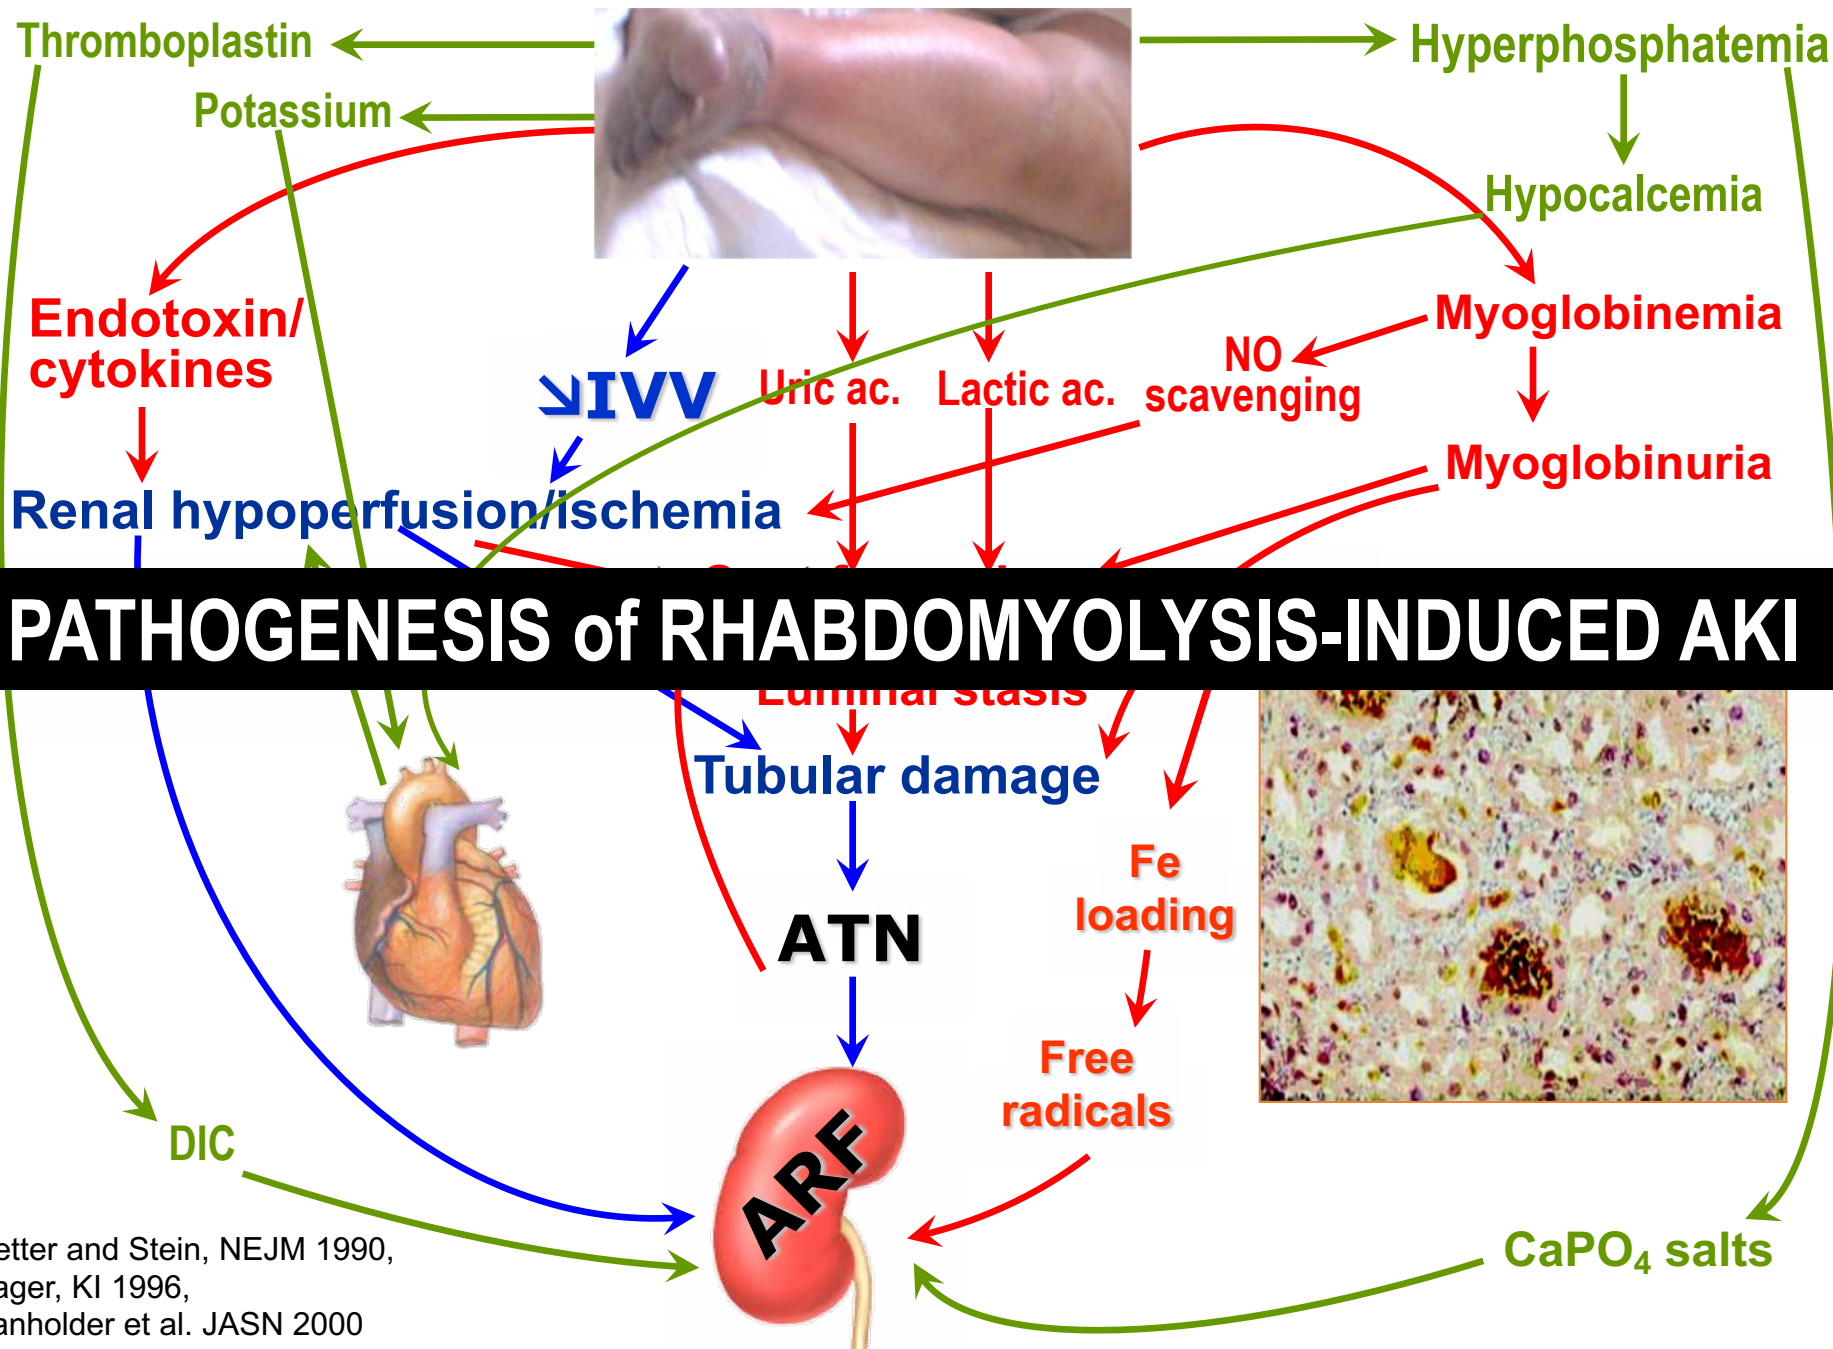 Thromboplastin
Hyperphosphatemia
Potassium
Hypocalcemia
Endotoxin/
cytokines
Myoglobinemia
NO
scavenging
↘IVV
Uric ac.
Lactic ac.
Myoglobinuria
Renal hypoperfusion/ischemia
PATHOGENESIS of RHABDOMYOLYSIS-INDUCED AKI
Luminal stasis
Tubular damage
Fe
loading
ATN
Free
radicals
ARF
DIC
CaPO₄ salts
etter and Stein, NEJM 1990,
ager, KI 1996,
anholder et al. JASN 2000